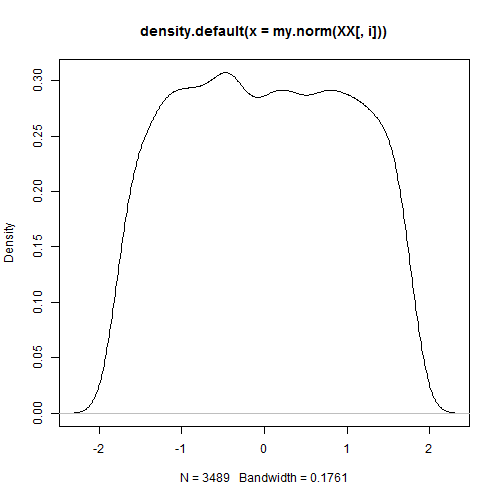 density.default(x = my.norm(XX[, i]))
Density
0.30
0.25
0.20
0.15
0.10
0.05
0.00
-2 -1 0 1 2
N = 3489 Bandwidth = 0.1761